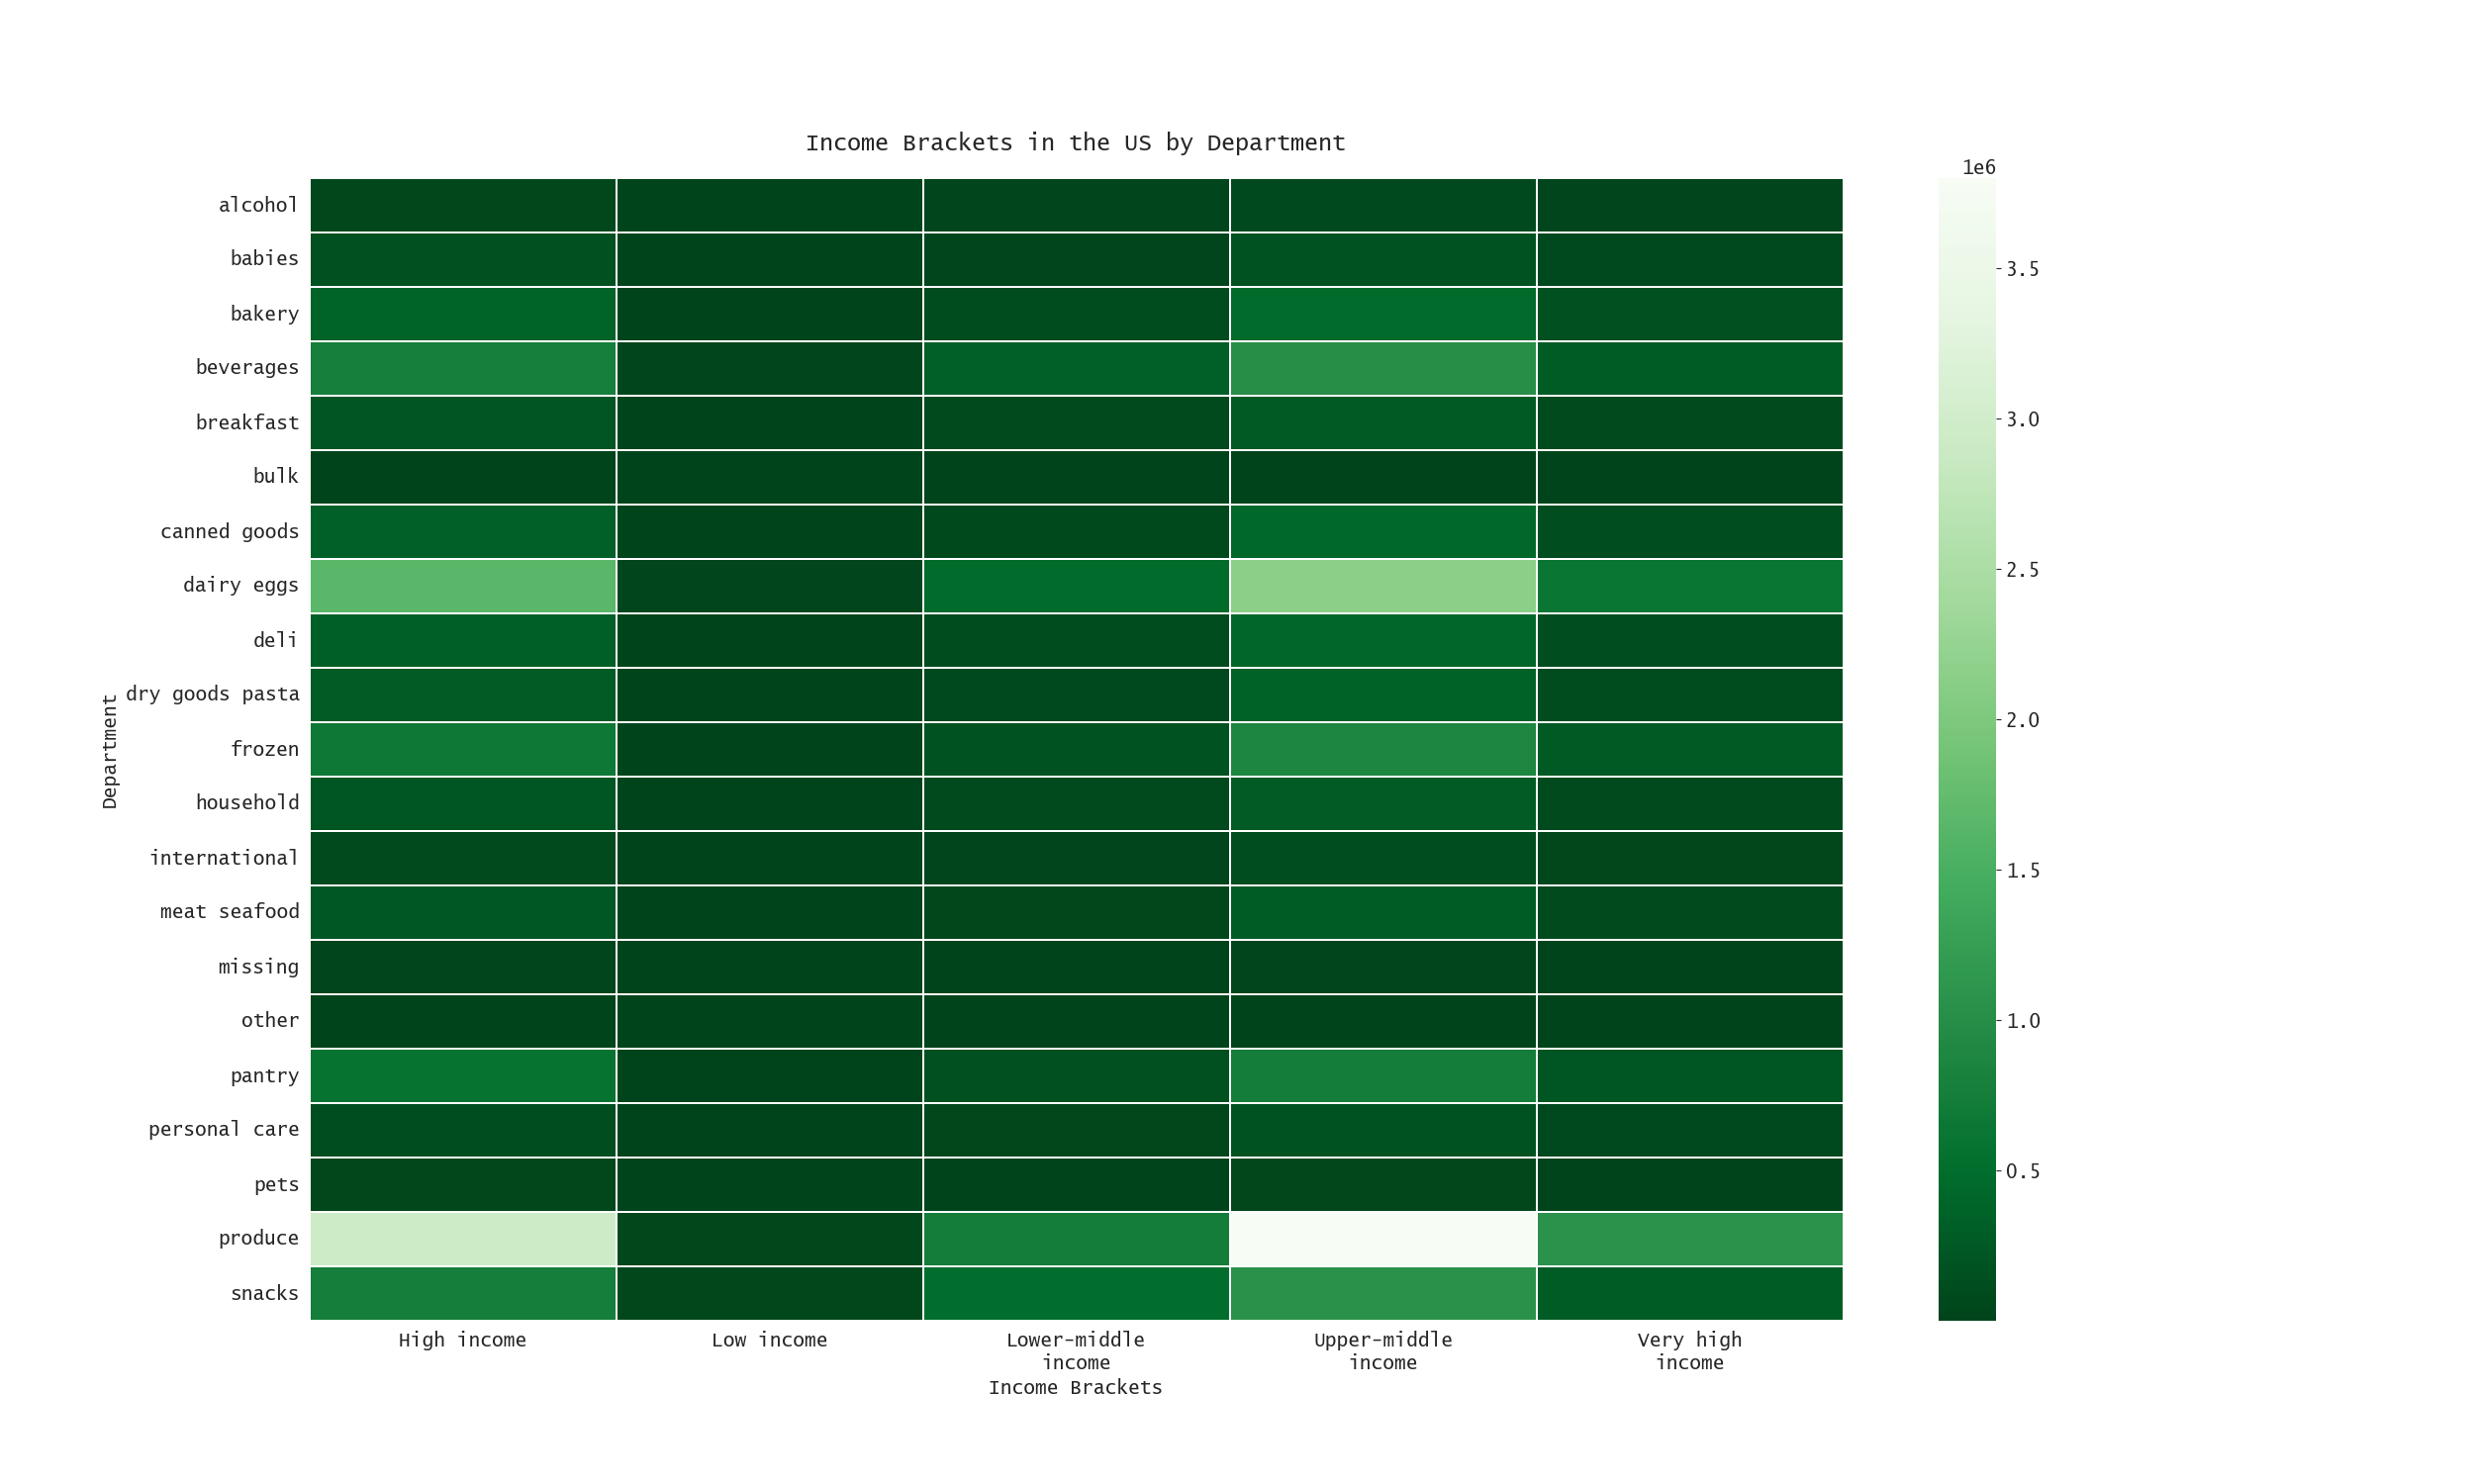 Income Brackets in the US by Department
1e6
alcohol
babies
bakery
beverages
breakfast
bulk
canned goods
dairy eggs
deli
dry goods pasta
frozen
household
international
meat seafood
missing
other
pantry
personal care
pets
produce
snacks
Department
High income
Low income
Lower-middle
income
Upper-middle
income
Very high
income
Income Brackets
3.5
3.0
2.5
2.0
1.5
1.0
0.5